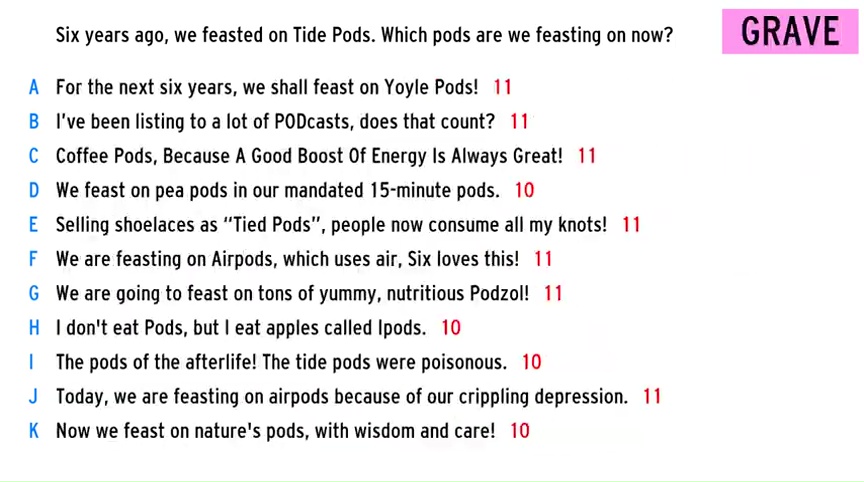 Six years ago, we feasted on Tide Pods. Which pods are we feasting on now?
GRAVE
A For the next six years, we shall feast on Yoyle Pods! 11
B I've been listing to a lot of PODcasts, does that count? 11
C Coffee Pods, Because A Good Boost Of Energy Is Always Great! 11
D We feast on pea pods in our mandated 15-minute pods. 10
E Selling shoelaces as “Tied Pods”, people now consume all my knots! 11
F We are feasting on Airpods, which uses air, Six loves this! 11
G We are going to feast on tons of yummy, nutritious Podzol! 11
H I don't eat Pods, but I eat apples called Ipods. 10
I The pods of the afterlife! The tide pods were poisonous. 10
J Today, we are feasting on airpods because of our crippling depression. 11
K Now we feast on nature's pods, with wisdom and care! 10